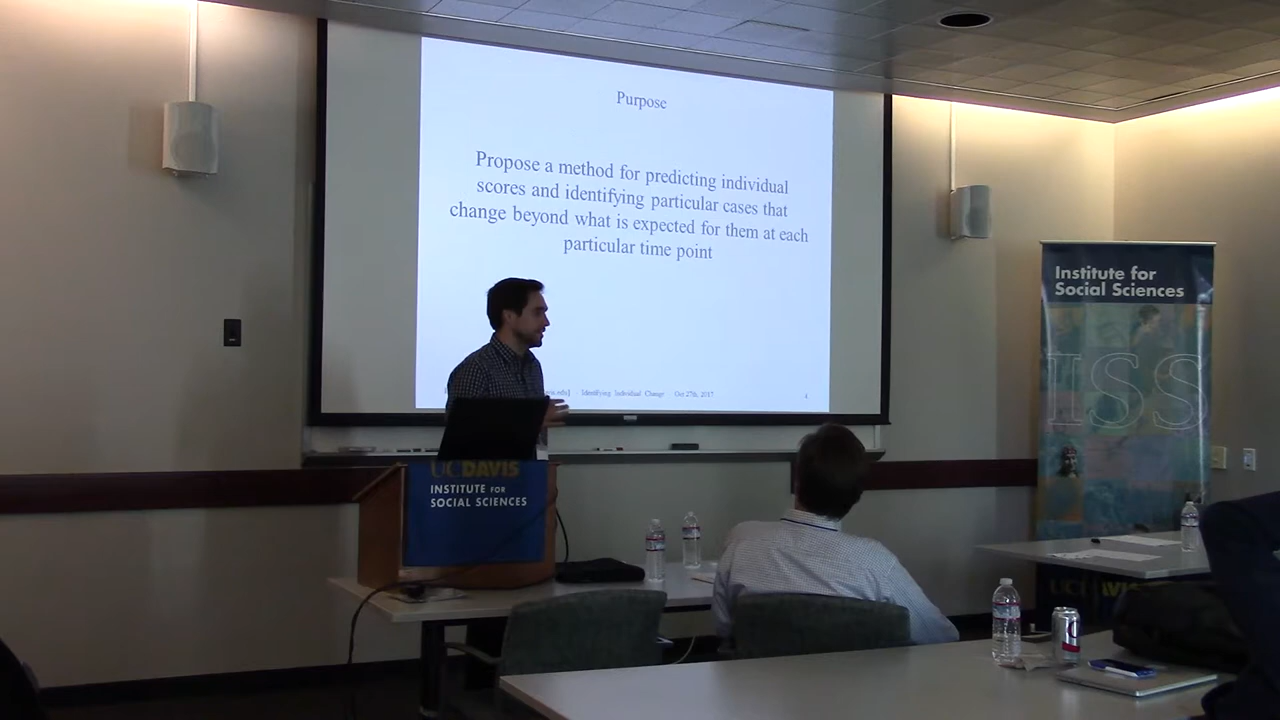 Purpose
Propose a method for predicting individual
scores and identifying particular cases that
change beyond what is expected for them at each
particular time point
Identifying Individual Change Oct 27th, 2017
4
Institute for
Social Sciences
ISS
UC DAVIS
INSTITUTE FOR
SOCIAL SCIENCES